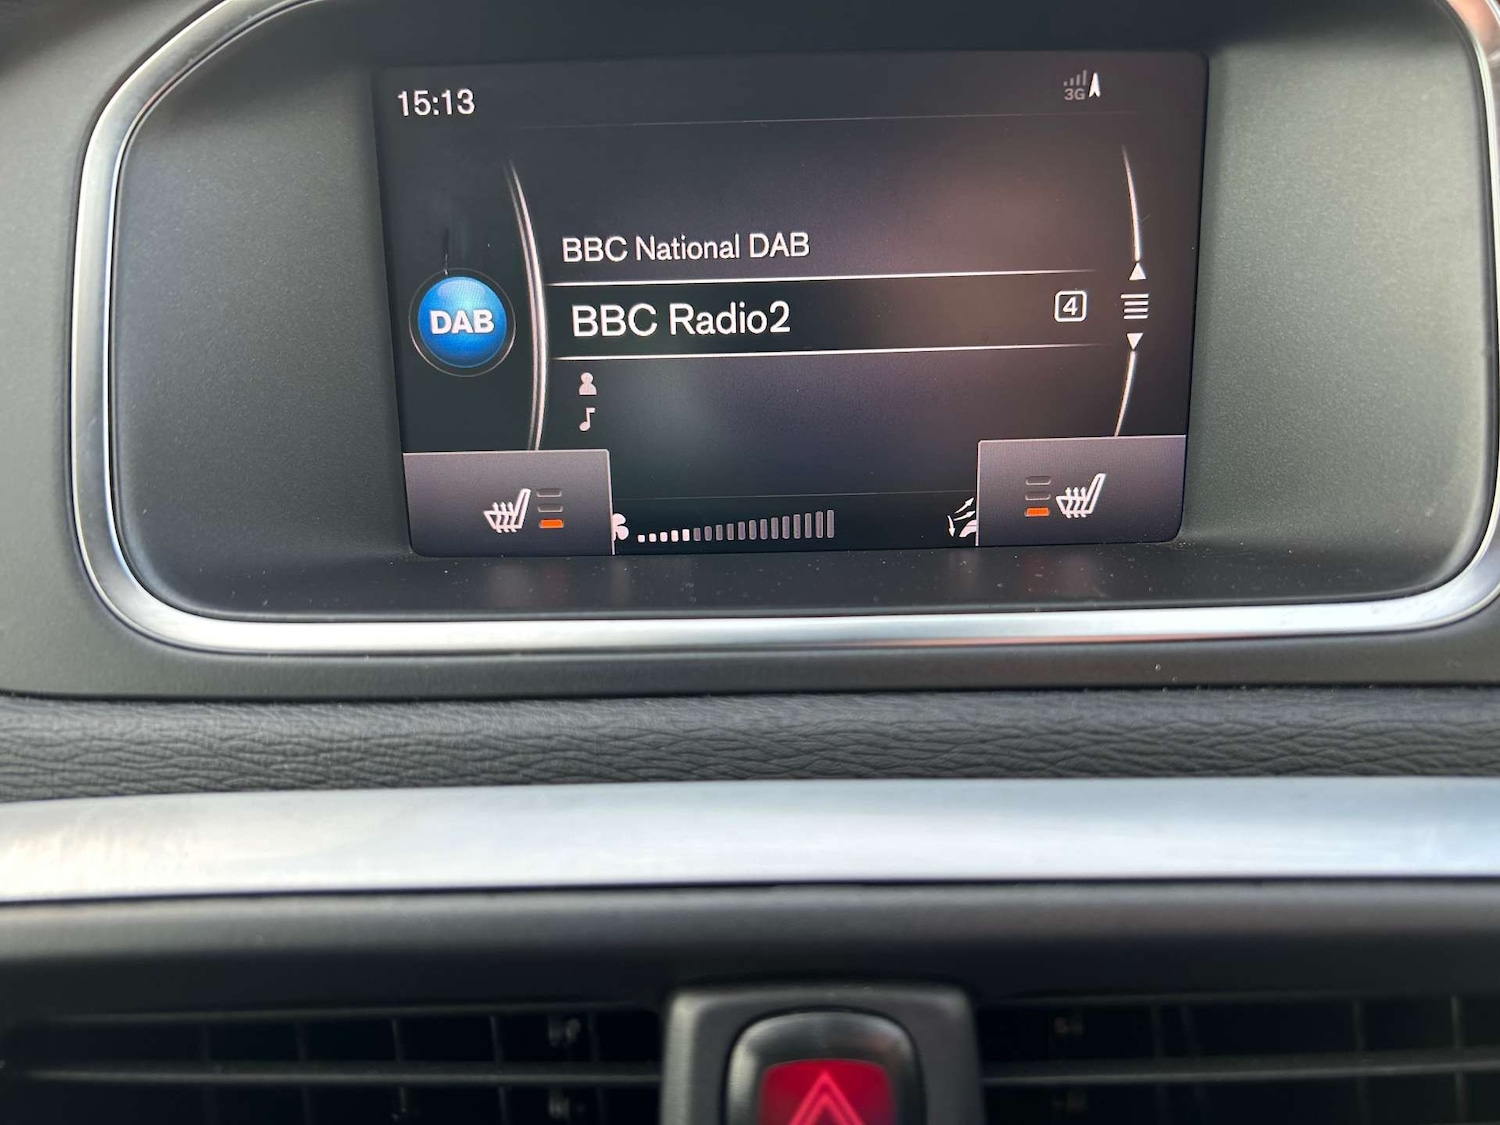 15:13
3G
BBC National DAB
DAB
BBC Radio2
4